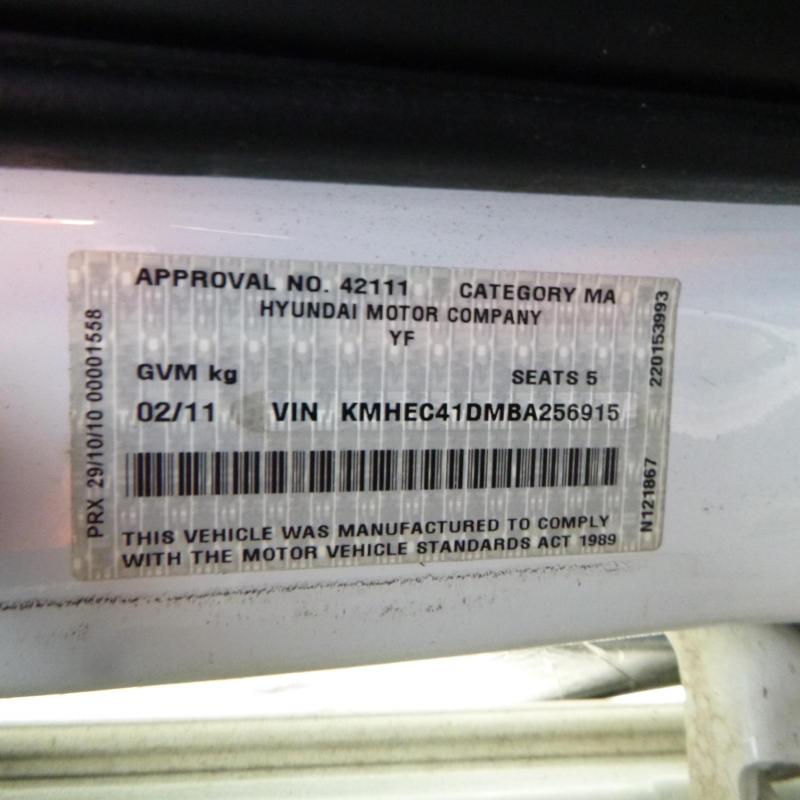 APPROVAL NO. 42111 CATEGORY MA
HYUNDAI MOTOR COMPANY
YF
GVM kg SEATS 5
02/11 VIN KMHEC41DMBA256915
THIS VEHICLE WAS MANUFACTURED TO COMPLY
WITH THE MOTOR VEHICLE STANDARDS ACT 1989
PRX 29/10/10 00001558
N121867 220153993